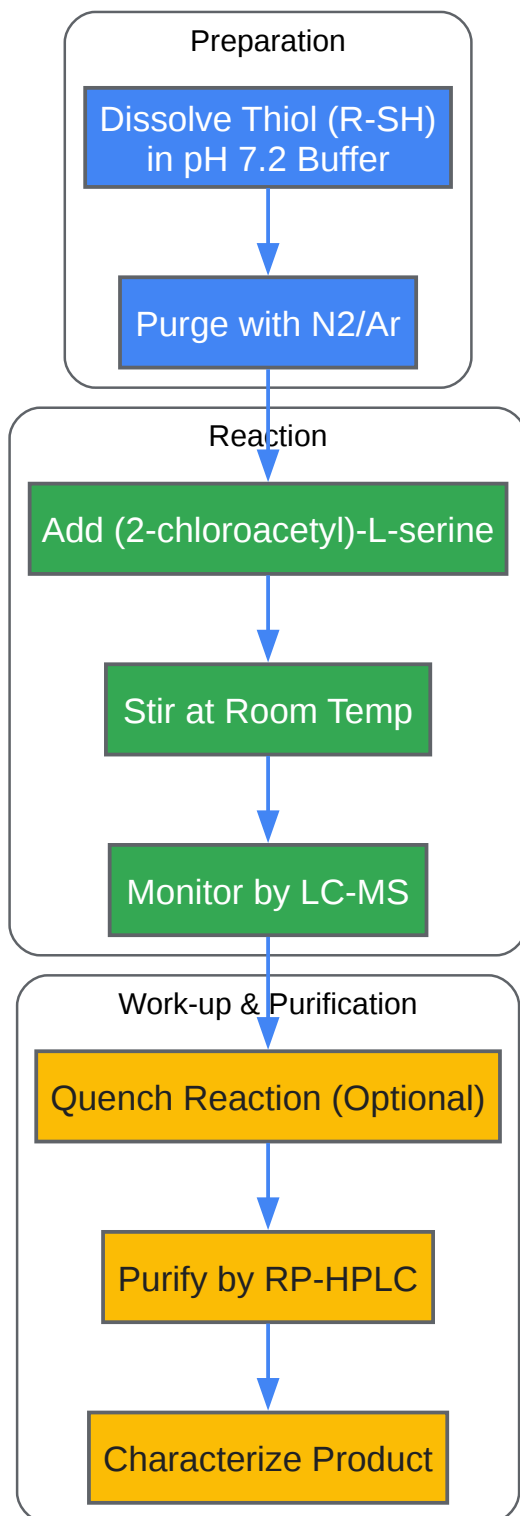 Preparation
Dissolve Thiol (R-SH)
in pH 7.2 Buffer
Purge with N2/Ar
Reaction
Add (2-chloroacetyl)-L-serine
Stir at Room Temp
Monitor by LC-MS
Work-up & Purification
Quench Reaction (Optional)
Purify by RP-HPLC
Characterize Product